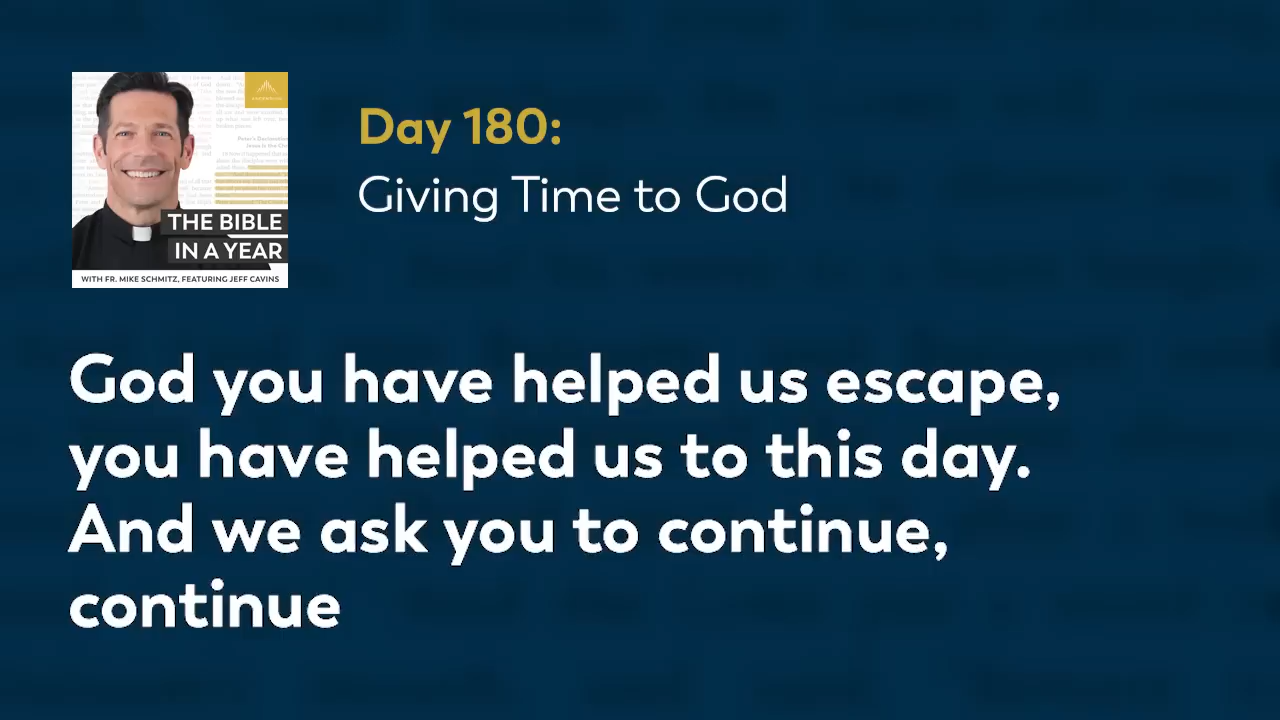 Day 180:
Giving Time to God
THE BIBLE
IN A YEAR
WITH FR. MIKE SCHMITZ, FEATURING JEFF CAVINS
God you have helped us escape,
you have helped us to this day.
And we ask you to continue,
continue